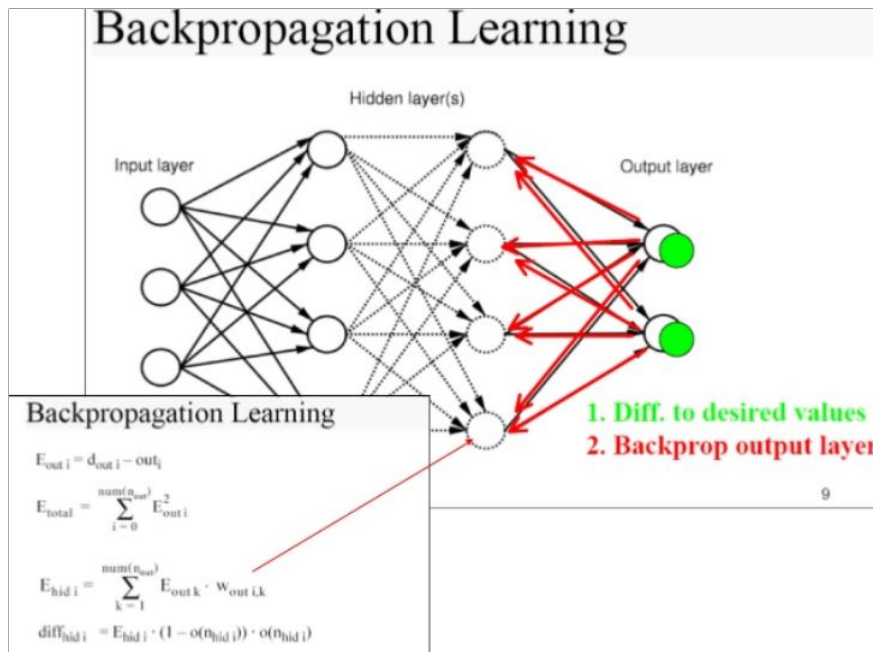 Backpropagation Learning
Hidden layer(s)
Input layer
Output layer
1. Diff. to desired values
2. Backprop output layer
9
Backpropagation Learning
E_out i = d_out i – out_i
E_total = num(n_out) ∑ i = 0 E²_out i
E_hid i = num(n_out) ∑ k = 1 E_out k · w_out i,k
diff_hid i = E_hid i · (1 – o(n_hid i)) · o(n_hid i)